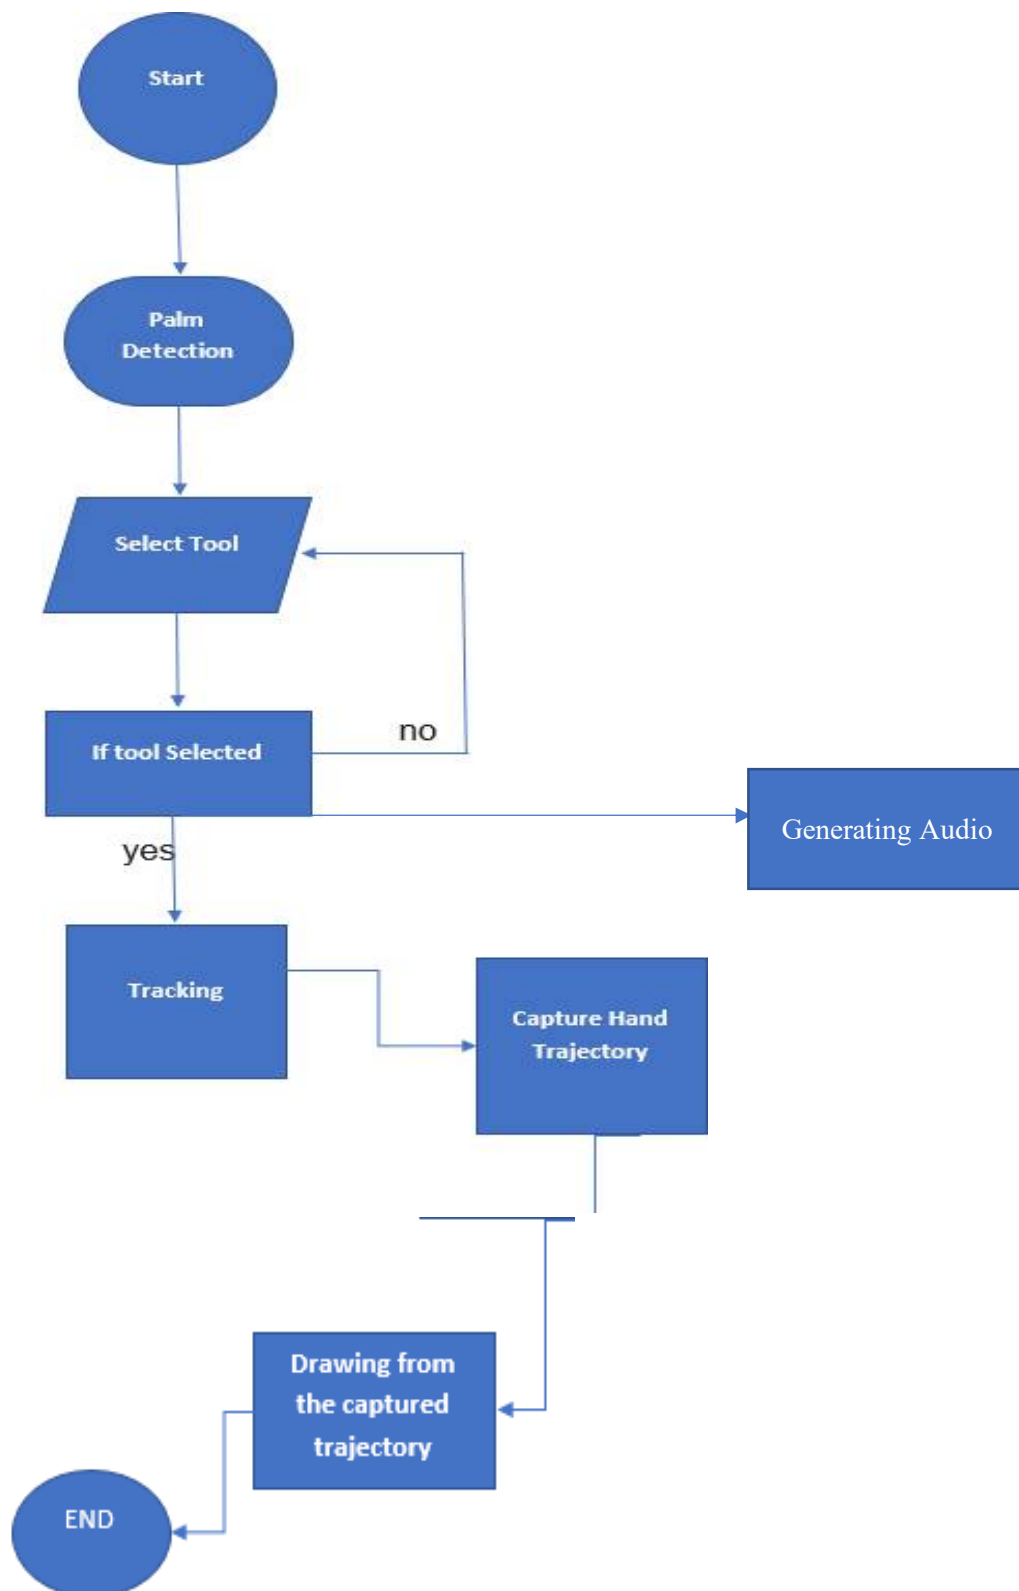 Start
Palm
Detection
Select Tool
If tool Selected
no
Generating Audio
yes
Tracking
Capture Hand
Trajectory
Drawing from
the captured
trajectory
END